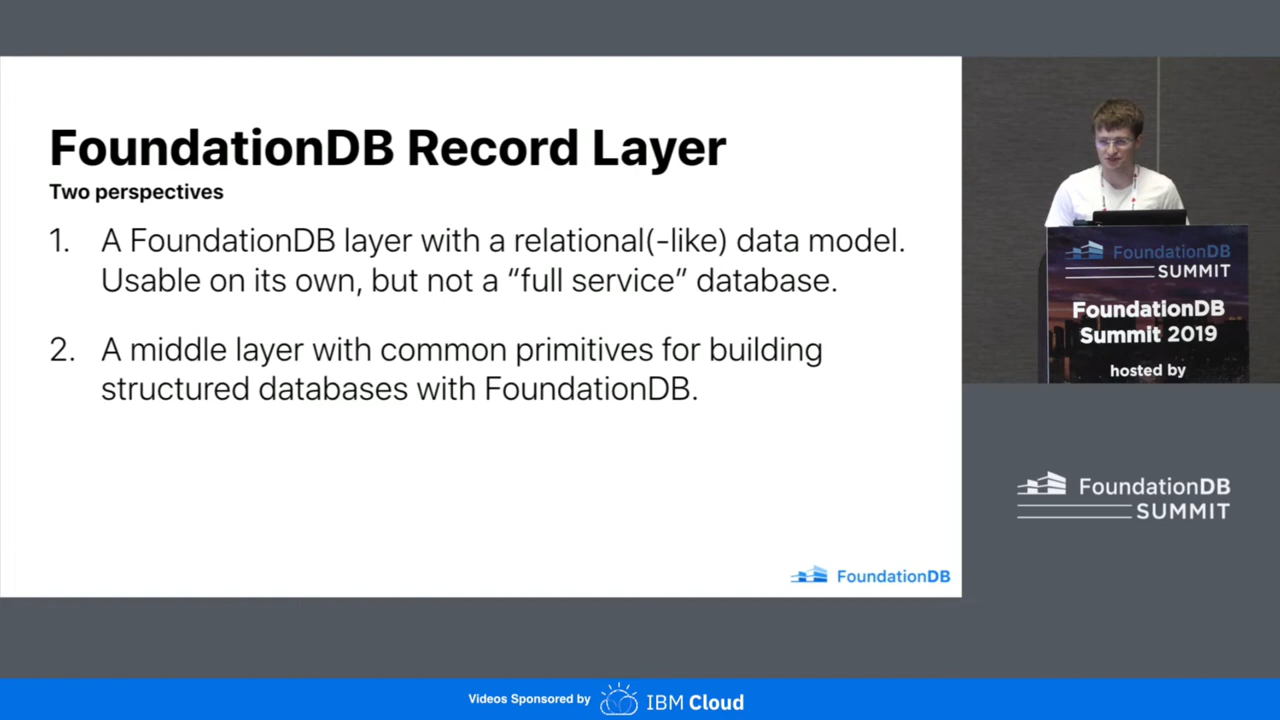 FoundationDB Record Layer
Two perspectives
1. A FoundationDB layer with a relational(-like) data model.
Usable on its own, but not a “full service” database.
2. A middle layer with common primitives for building
structured databases with FoundationDB.
FoundationDB
FoundationDB
SUMMIT
FoundationDB
Summit 2019
hosted by
FoundationDB
SUMMIT
Videos Sponsored by IBM Cloud